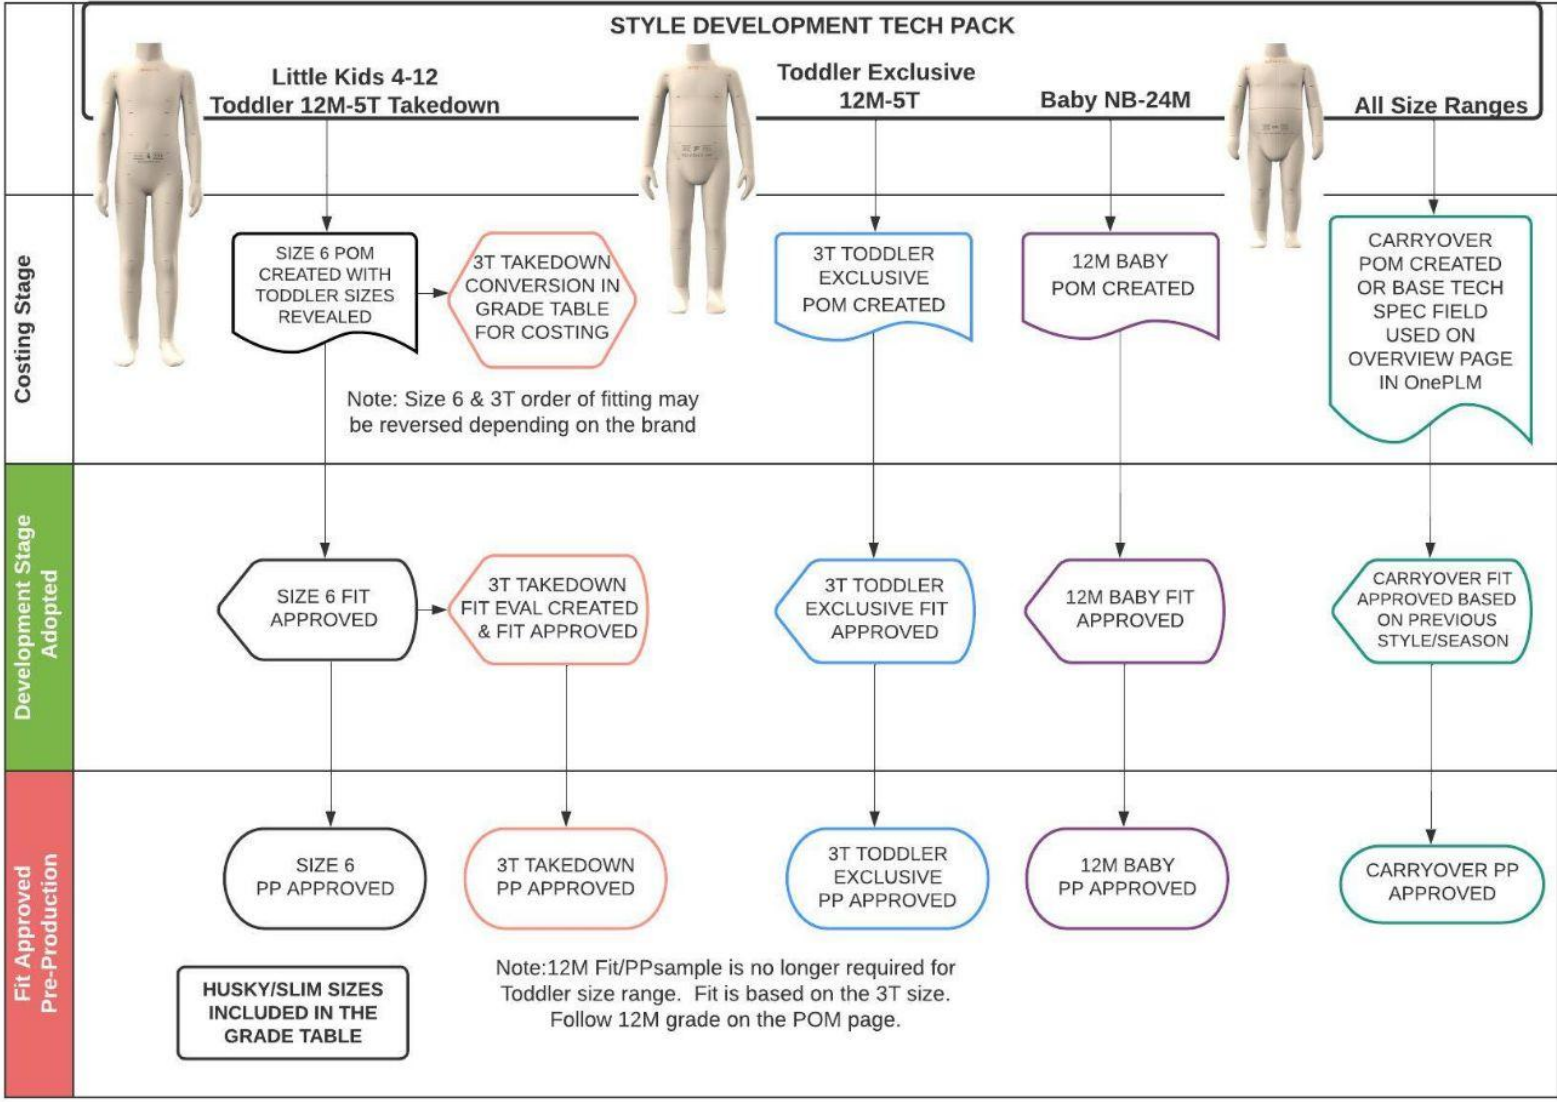 STYLE DEVELOPMENT TECH PACK
Little Kids 4-12
Toddler 12M-5T Takedown
Toddler Exclusive
12M-5T
Baby NB-24M
All Size Ranges
Costing Stage
SIZE 6 POM
CREATED WITH
TODDLER SIZES
REVEALED
3T TAKEDOWN
CONVERSION IN
GRADE TABLE
FOR COSTING
3T TODDLER
EXCLUSIVE
POM CREATED
12M BABY
POM CREATED
CARRYOVER
POM CREATED
OR BASE TECH
SPEC FIELD
USED ON
OVERVIEW PAGE
IN OnePLM
Note: Size 6 & 3T order of fitting may
be reversed depending on the brand
Development Stage
Adopted
SIZE 6 FIT
APPROVED
3T TAKEDOWN
FIT EVAL CREATED
& FIT APPROVED
3T TODDLER
EXCLUSIVE FIT
APPROVED
12M BABY FIT
APPROVED
CARRYOVER FIT
APPROVED BASED
ON PREVIOUS
STYLE/SEASON
Fit Approved
Pre-Production
SIZE 6
PP APPROVED
3T TAKEDOWN
PP APPROVED
3T TODDLER
EXCLUSIVE
PP APPROVED
12M BABY
PP APPROVED
CARRYOVER PP
APPROVED
HUSKY/SLIM SIZES
INCLUDED IN THE
GRADE TABLE
Note:12M Fit/PPsample is no longer required for
Toddler size range. Fit is based on the 3T size.
Follow 12M grade on the POM page.